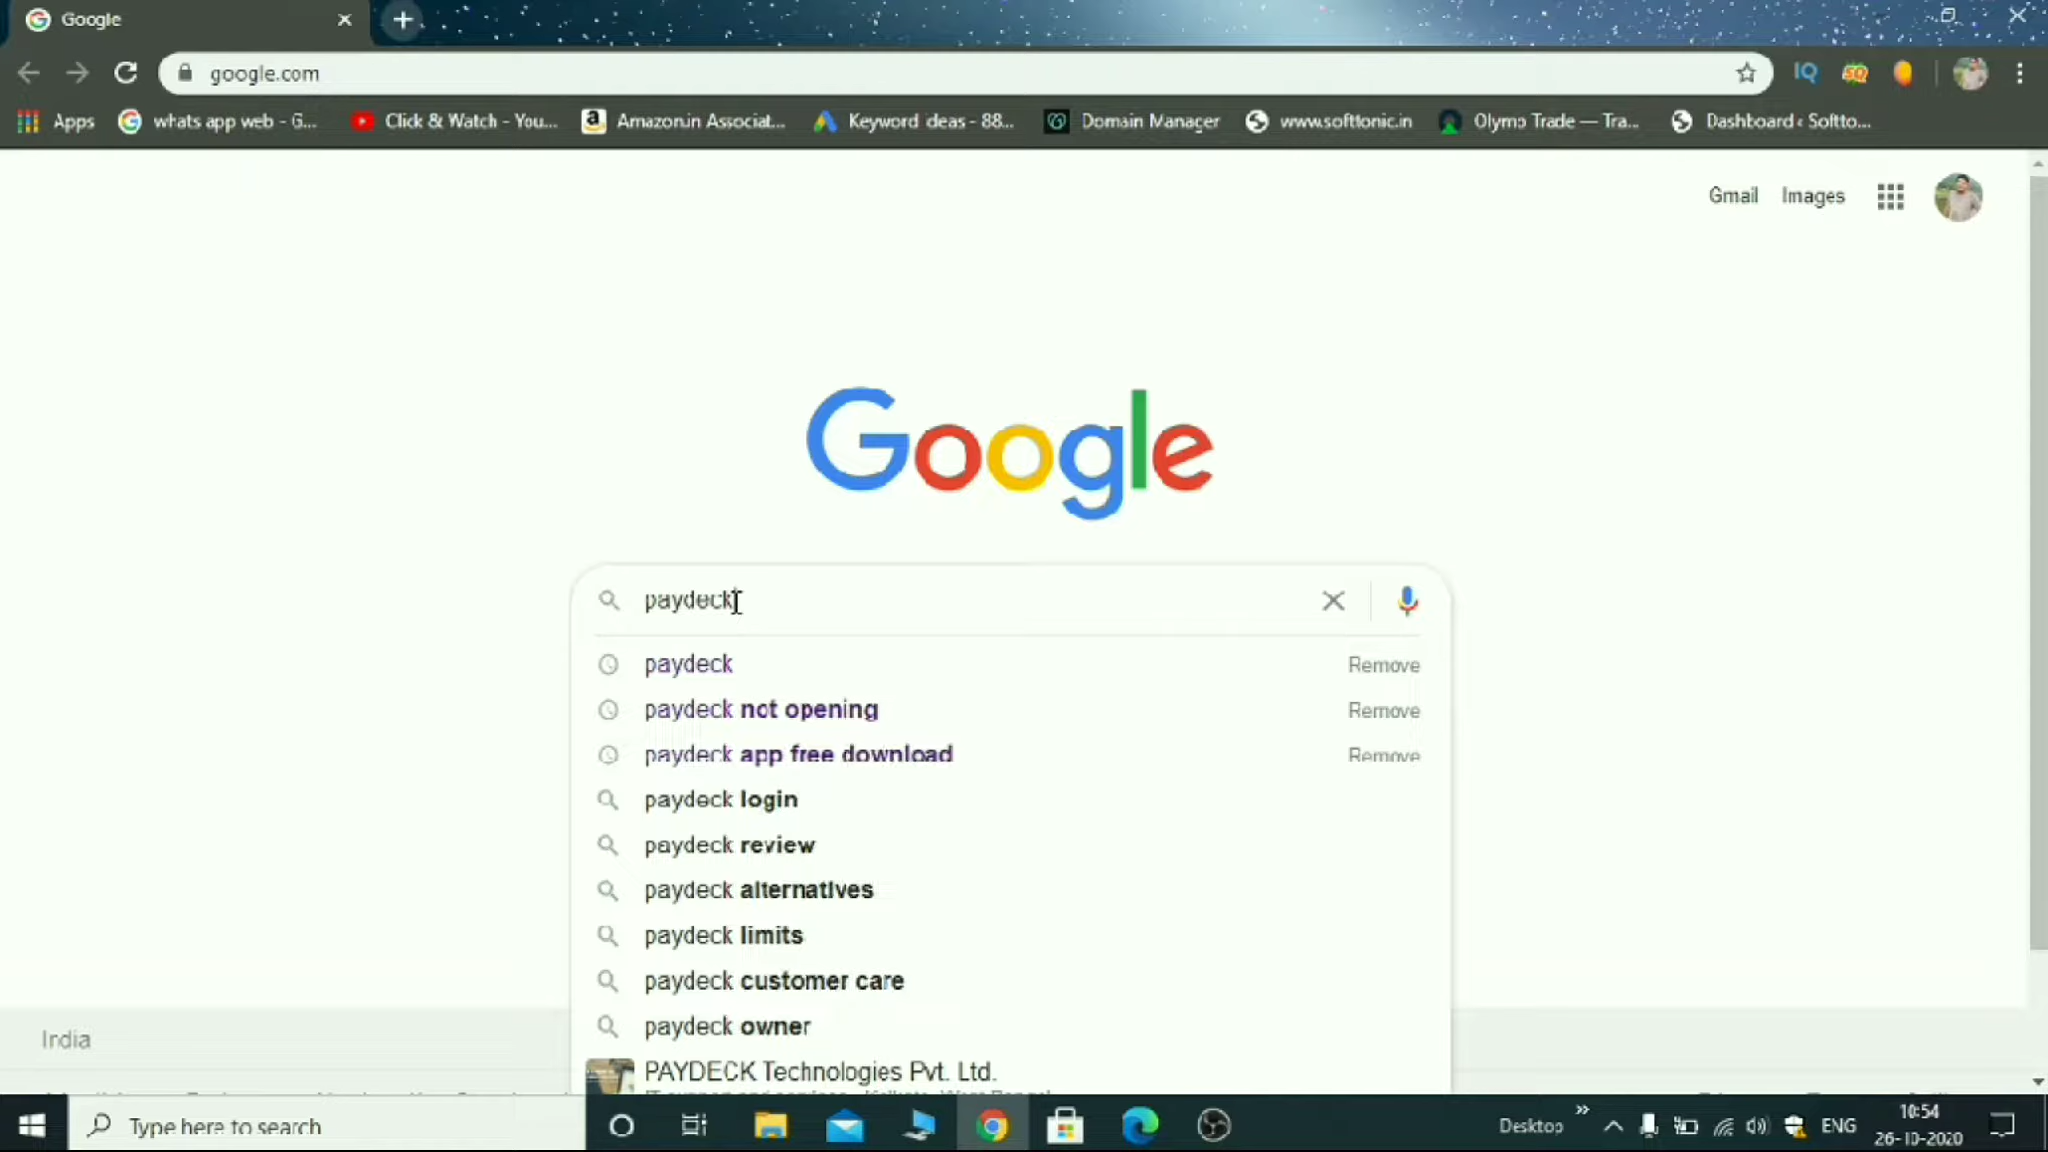 Google
google.com
Apps
whats app web - G...
Click & Watch - You...
Amazon.in Associat...
Keyword ideas - 88...
Domain Manager
www.softtonic.in
Olymp Trade — Tra...
Dashboard ‹ Softto...
Gmail Images
Google
paydeck
paydeck Remove
paydeck not opening Remove
paydeck app free download Remove
paydeck login
paydeck review
paydeck alternatives
paydeck limits
paydeck customer care
paydeck owner
India
PAYDECK Technologies Pvt. Ltd.
Type here to search
Desktop
ENG
10:54
26-10-2020